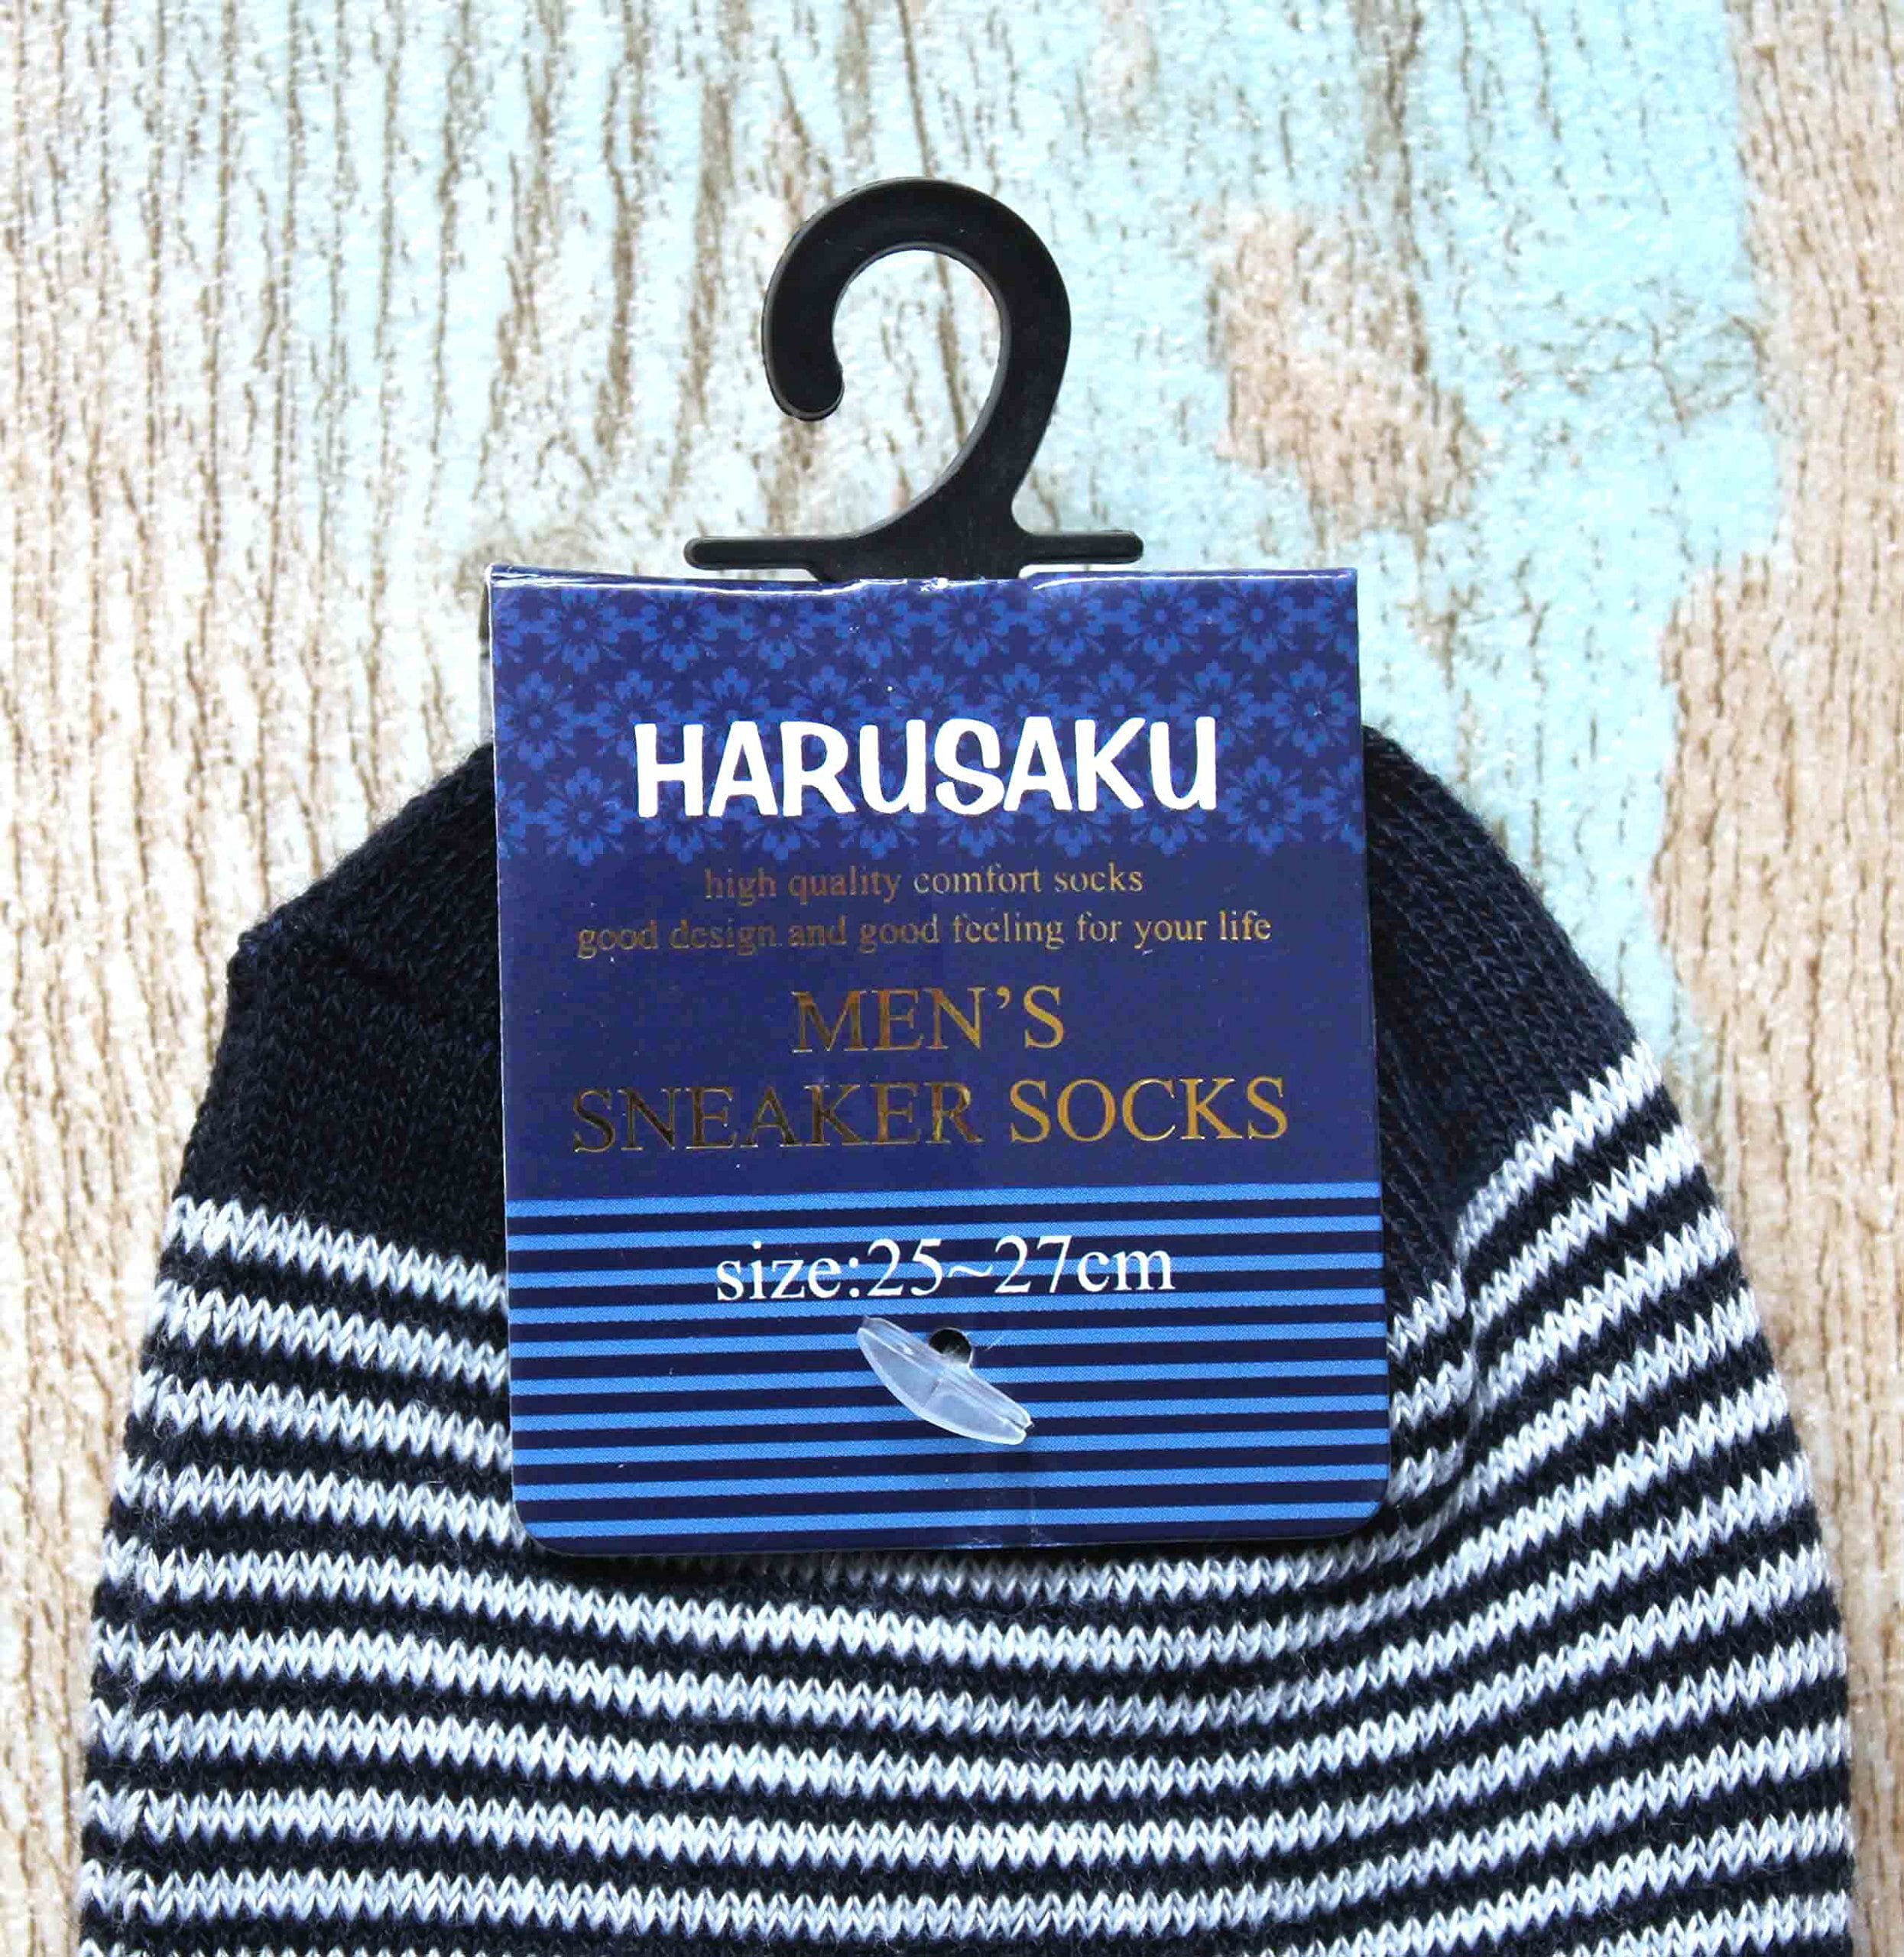 HARUSAKU
high quality comfort socks
good design and good feeling for your life
MEN'S
SNEAKER SOCKS
size:25~27cm